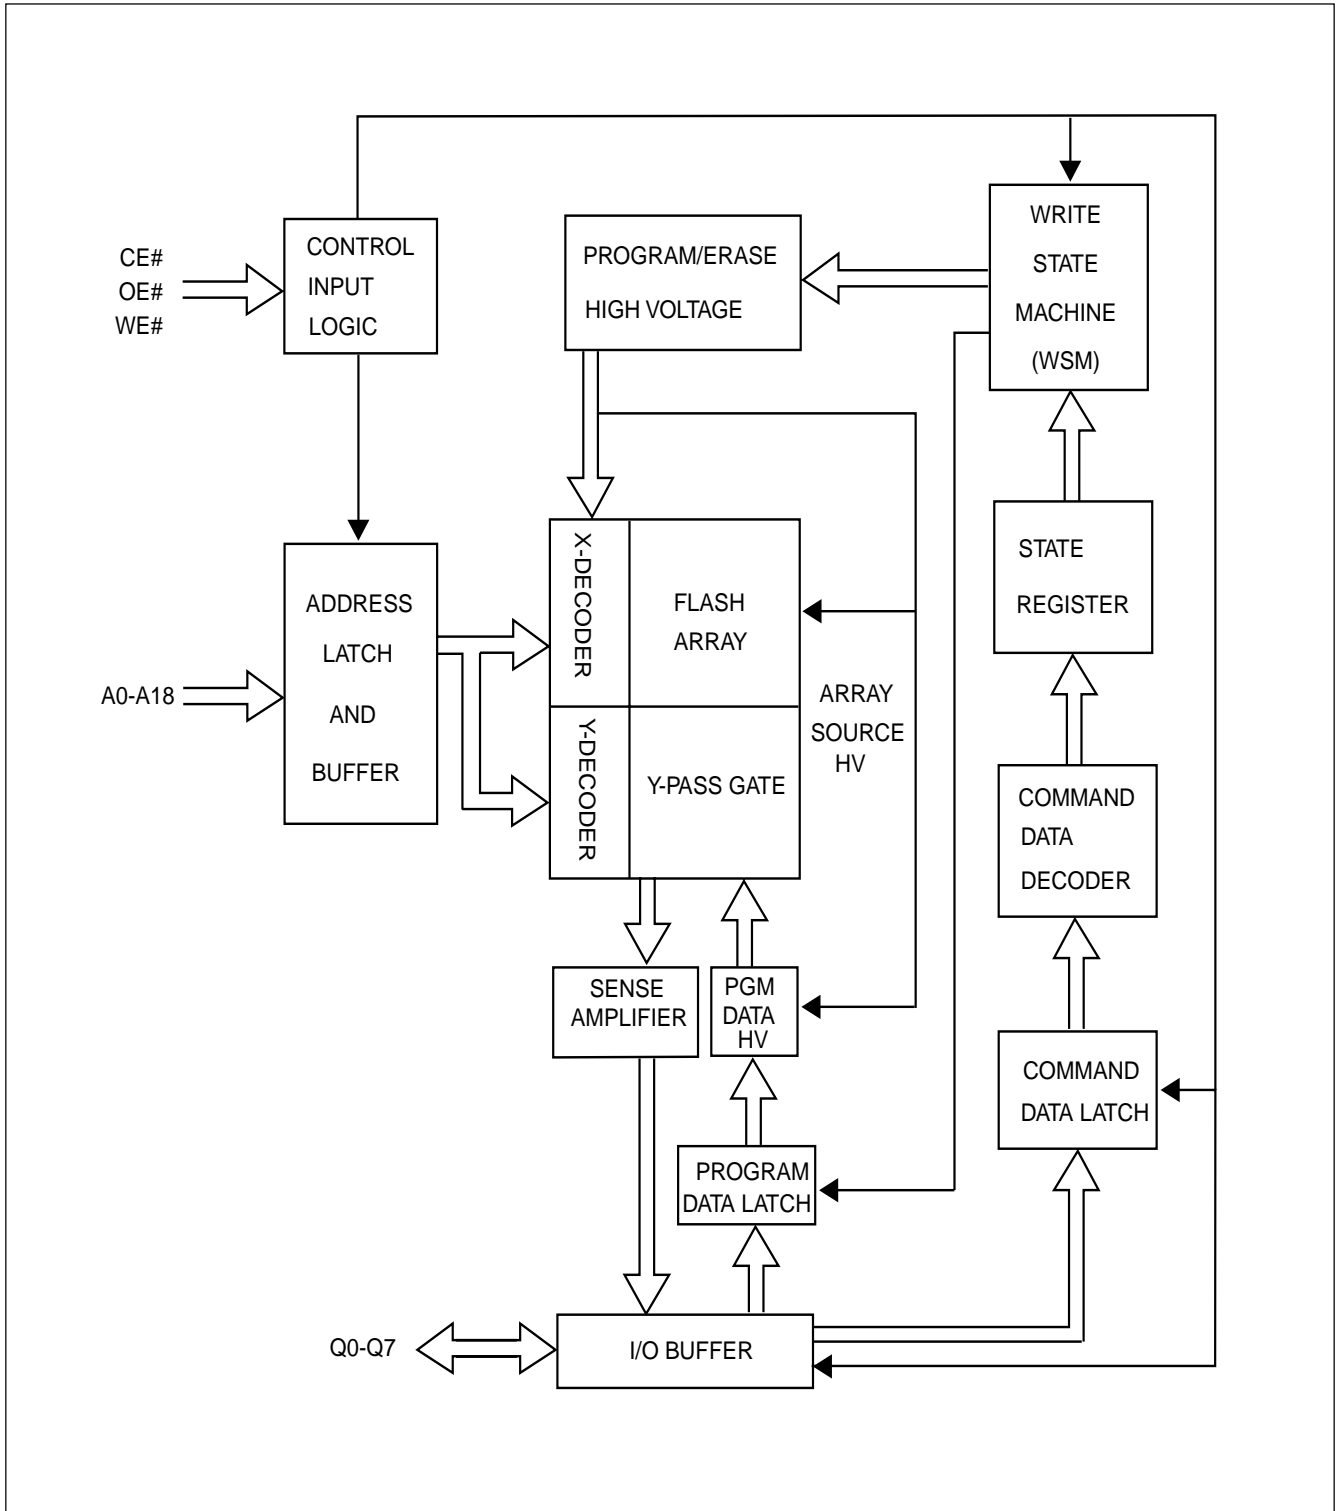 CE#
OE#
WE#
CONTROL
INPUT
LOGIC
PROGRAM/ERASE
HIGH VOLTAGE
WRITE
STATE
MACHINE
(WSM)
STATE
REGISTER
X-DECODER
FLASH
ARRAY
ADDRESS
LATCH
AND
BUFFER
A0-A18
Y-DECODER
Y-PASS GATE
ARRAY
SOURCE
HV
COMMAND
DATA
DECODER
SENSE
AMPLIFIER
PGM
DATA
HV
COMMAND
DATA LATCH
PROGRAM
DATA LATCH
Q0-Q7
I/O BUFFER